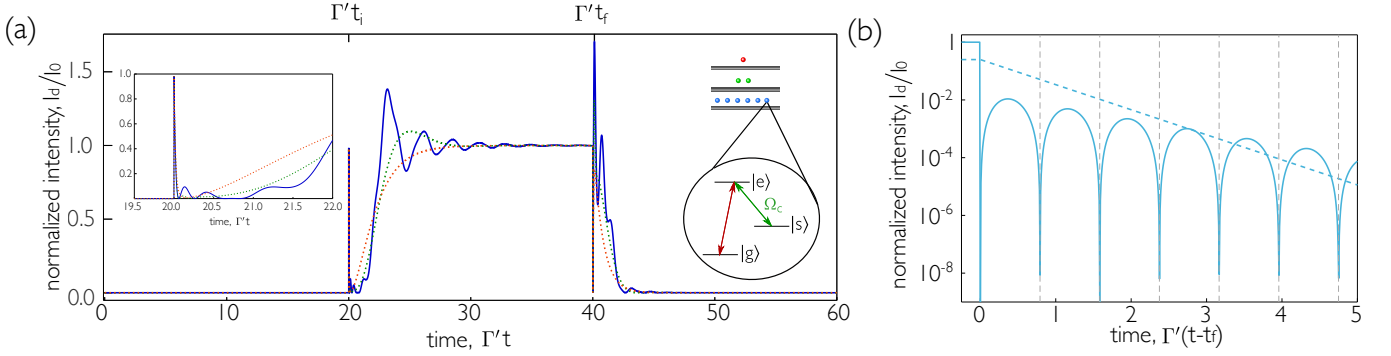 (a)
Γ't_i
Γ't_f
normalized intensity, I_d/I_0
1.5
1.0
0.5
0.0
0
10
20
30
40
50
60
time, Γ't
1.0
0.8
0.6
0.4
0.2
19.5
20.0
20.5
21.0
21.5
22.0
time, Γ't
|e⟩
Ω_c
|s⟩
|g⟩
(b)
normalized intensity, I_d/I_0
1
10^-2
10^-4
10^-6
10^-8
0
1
2
3
4
5
time, Γ'(t-t_f)